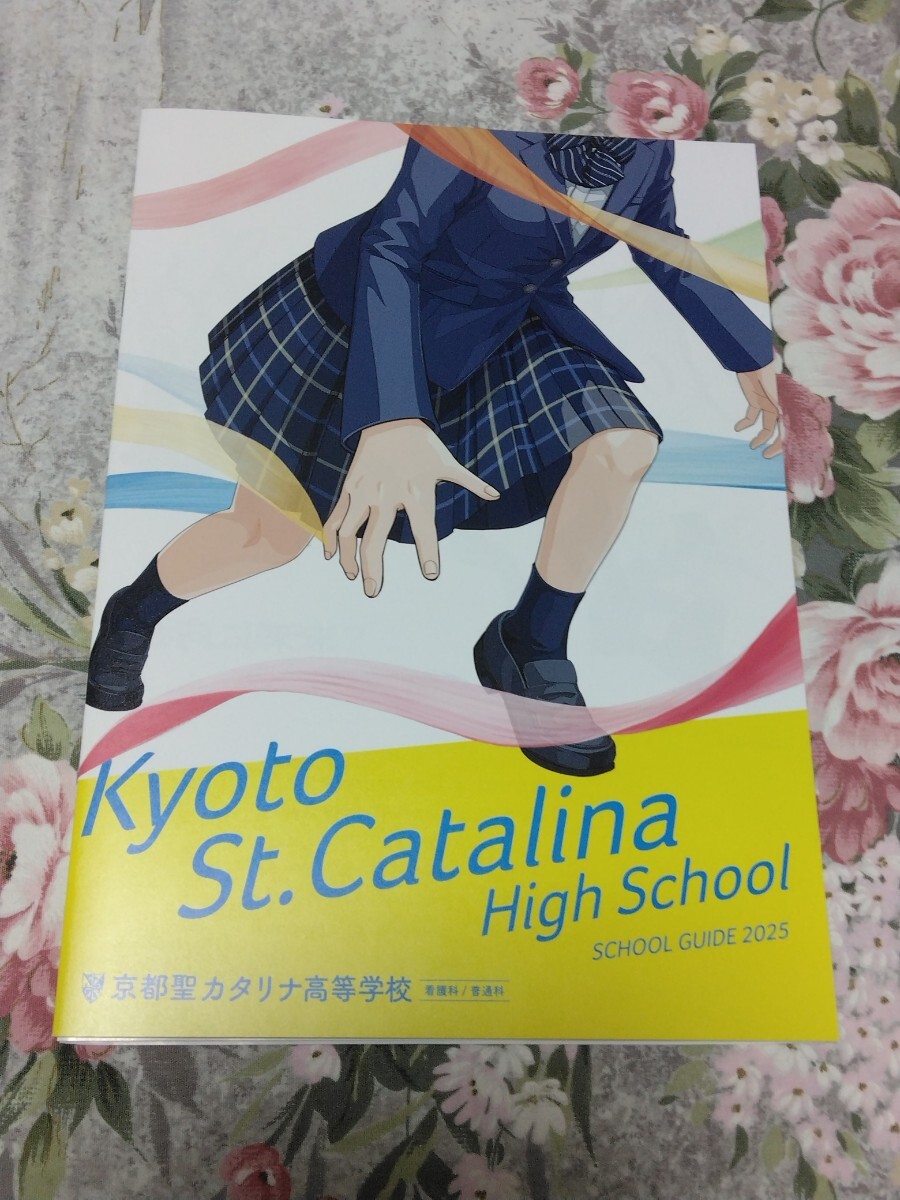 Kyoto
St. Catalina
High School
SCHOOL GUIDE 2025
京都聖カタリナ高等学校 看護科 / 普通科